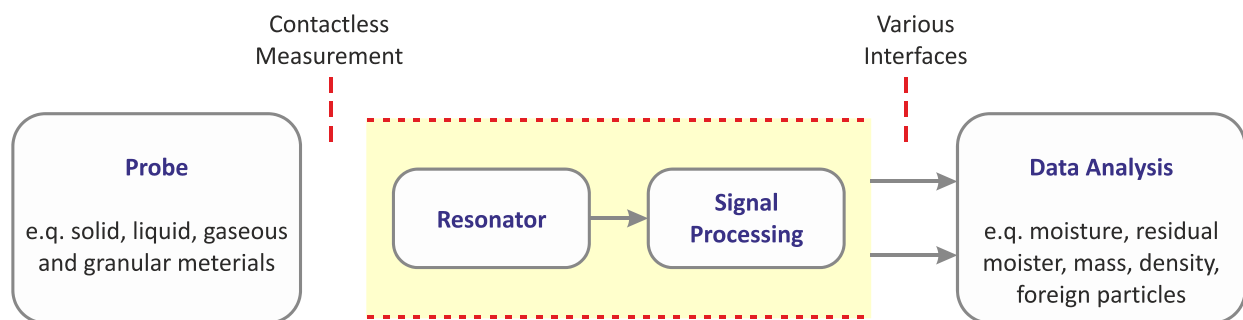 Contactless
Measurement
Various
Interfaces
Probe
e.q. solid, liquid, gaseous
and granular meterials
Resonator
Signal
Processing
Data Analysis
e.q. moisture, residual
moister, mass, density,
foreign particles